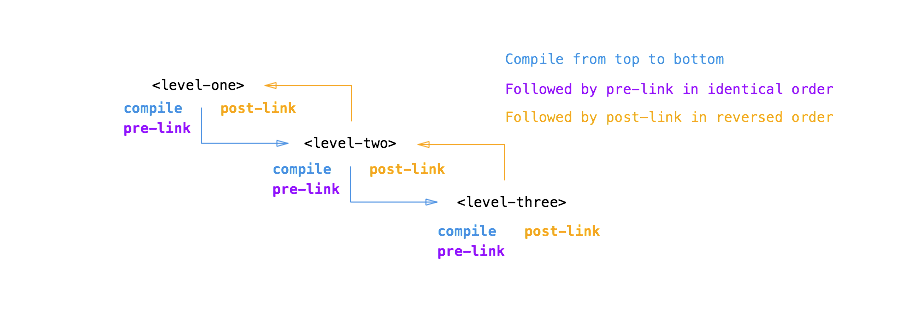 Compile from top to bottom
<level-one>
Followed by pre-link in identical order
compile post-link
Followed by post-link in reversed order
pre-link
<level-two>
compile post-link
pre-link
<level-three>
compile post-link
pre-link